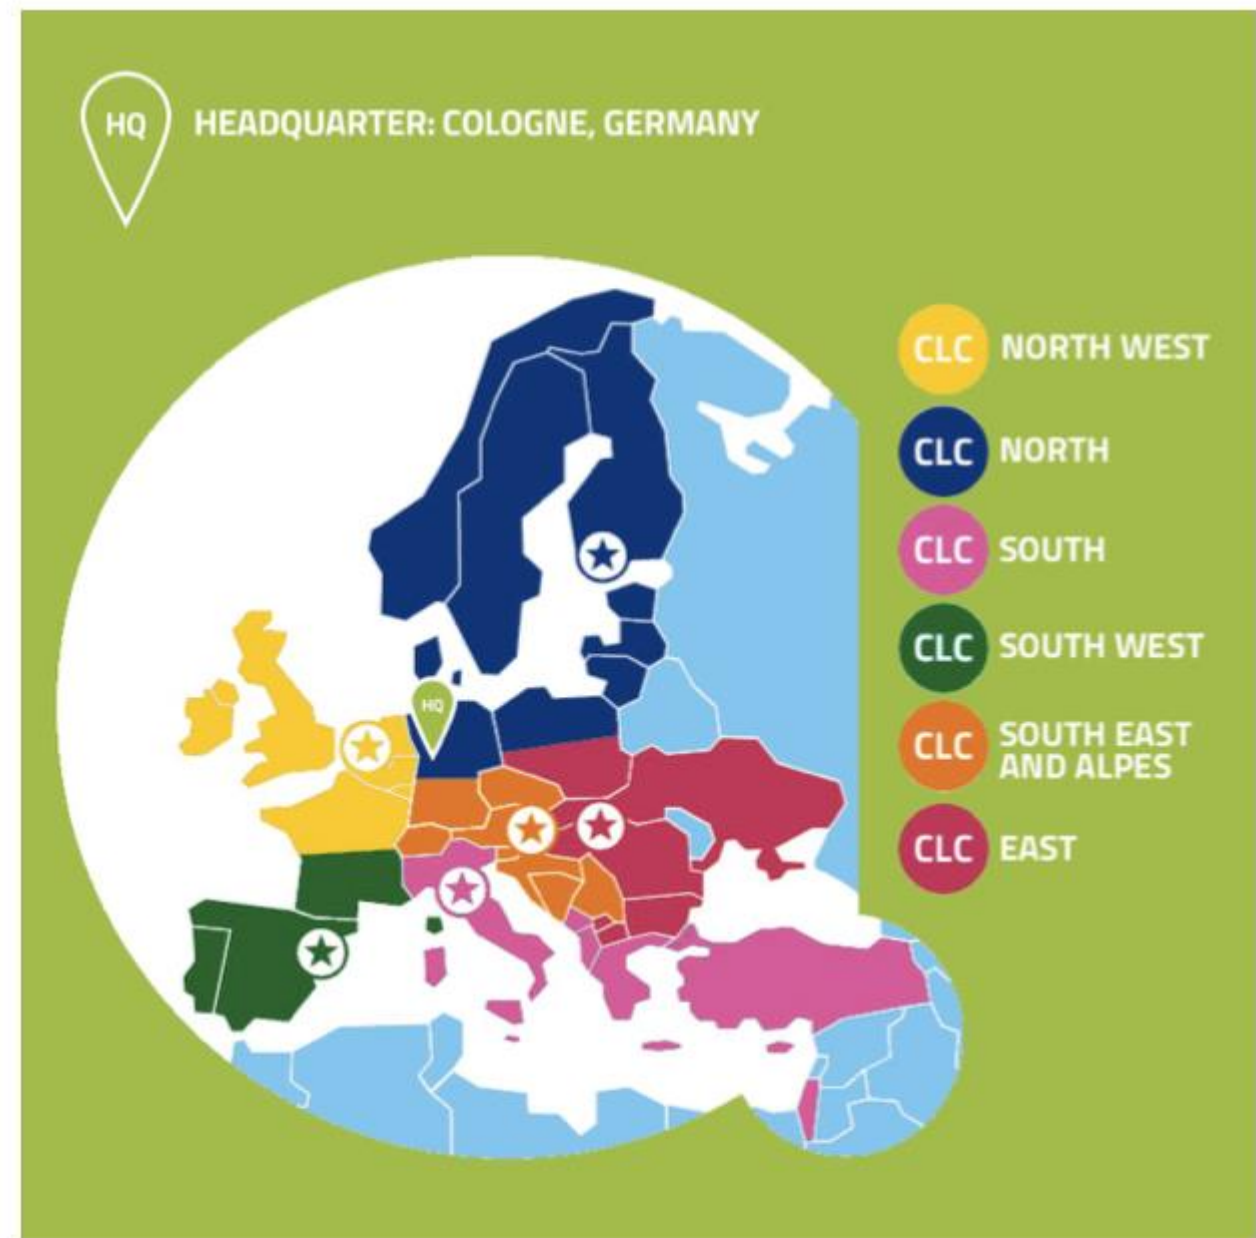 HQ
HEADQUARTER: COLOGNE, GERMANY
CLC NORTH WEST
CLC NORTH
CLC SOUTH
CLC SOUTH WEST
CLC SOUTH EAST
AND ALPES
CLC EAST
HQ